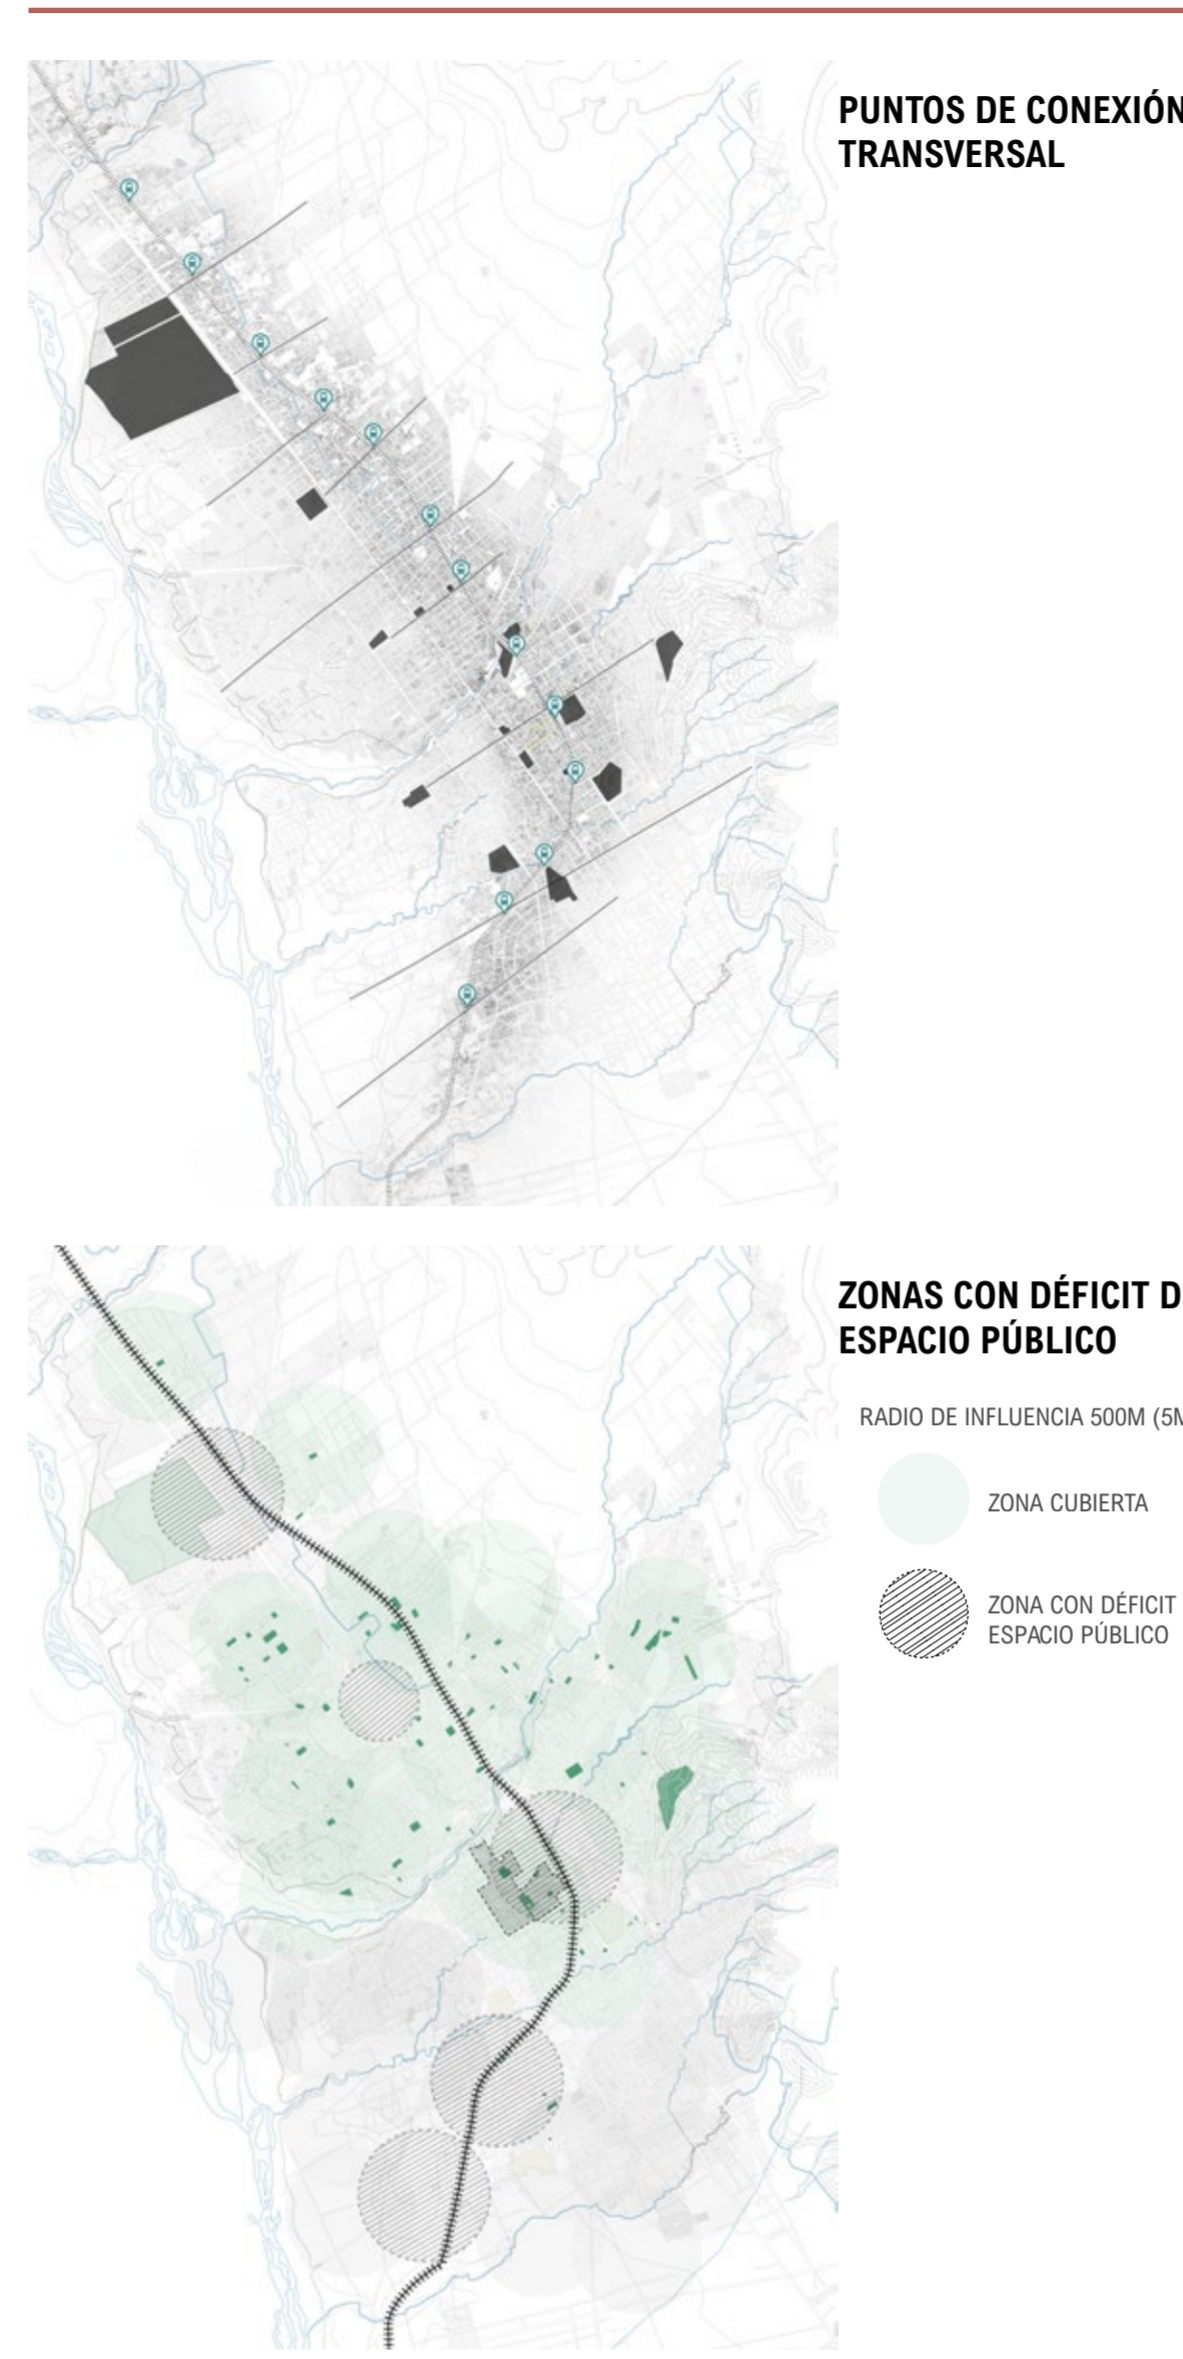 PUNTOS DE CONEXIÓN
TRANSVERSAL
ZONAS CON DÉFICIT D
ESPACIO PÚBLICO
RADIO DE INFLUENCIA 500M (5M
ZONA CUBIERTA
ZONA CON DÉFICIT
ESPACIO PÚBLICO